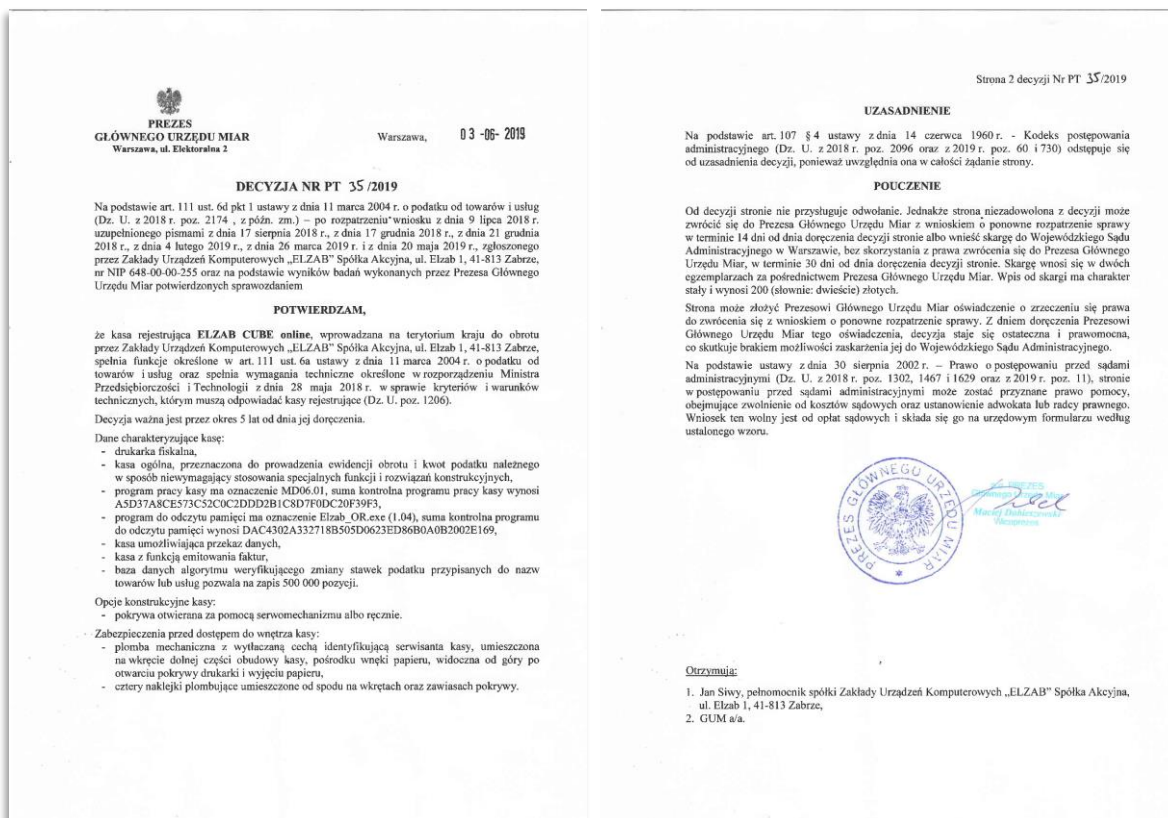 PREZES
GŁÓWNEGO URZĘDU MIAR
Warszawa, ul. Elektoralna 2
Warszawa, 03 -06- 2019
DECYZJA NR PT 35/2019
Na podstawie art. 111 ust. 6d pkt 1 ustawy z dnia 11 marca 2004 r. o podatku od towarów i usług
(Dz. U. z 2018 r. poz. 2174 , z późn. zm.) – po rozpatrzeniu wniosku z dnia 9 lipca 2018 r.
uzupełnionego pismami z dnia 17 sierpnia 2018 r., z dnia 17 grudnia 2018 r., z dnia 21 grudnia
2018 r., z dnia 4 lutego 2019 r., z dnia 26 marca 2019 r. i z dnia 20 maja 2019 r., zgłoszonego
przez Zakłady Urządzeń Komputerowych „ELZAB” Spółka Akcyjna, ul. Elzab 1, 41-813 Zabrze,
nr NIP 648-00-00-255 oraz na podstawie wyników badań wykonanych przez Prezesa Głównego
Urzędu Miar potwierdzonych sprawozdaniem
POTWIERDZAM,
że kasa rejestrująca ELZAB CUBE online, wprowadzana na terytorium kraju do obrotu
przez Zakłady Urządzeń Komputerowych „ELZAB” Spółka Akcyjna, ul. Elzab 1, 41-813 Zabrze,
spełnia funkcje określone w art. 111 ust. 6a ustawy z dnia 11 marca 2004 r. o podatku od
towarów i usług oraz spełnia wymagania techniczne określone w rozporządzeniu Ministra
Przedsiębiorczości i Technologii z dnia 28 maja 2018 r. w sprawie kryteriów i warunków
technicznych, którym muszą odpowiadać kasy rejestrujące (Dz. U. poz. 1206).
Decyzja ważna jest przez okres 5 lat od dnia jej doręczenia.
Dane charakteryzujące kasę:
- drukarka fiskalna,
- kasa ogólna, przeznaczona do prowadzenia ewidencji obrotu i kwot podatku należnego
w sposób niewymagający stosowania specjalnych funkcji i rozwiązań konstrukcyjnych,
- program pracy kasy ma oznaczenie MD06.01, suma kontrolna programu pracy kasy wynosi
A5D37A8CE573C52C0C2DDD2B1C8D7F0DC20F39F3,
- program do odczytu pamięci ma oznaczenie Elzab_OR.exe (1.04), suma kontrolna programu
do odczytu pamięci wynosi DAC4302A332718B505D0623ED86B0A0B2002E169,
- kasa umożliwiająca przekaz danych,
- kasa z funkcją emitowania faktur,
- baza danych algorytmu weryfikującego zmiany stawek podatku przypisanych do nazw
towarów lub usług pozwala na zapis 500 000 pozycji.
Opcje konstrukcyjne kasy:
- pokrywa otwierana za pomocą serwomechanizmu albo ręcznie.
Zabezpieczenia przed dostępem do wnętrza kasy:
- plomba mechaniczna z wytłaczaną cechą identyfikującą serwisanta kasy, umieszczona
na wkręcie dolnej części obudowy kasy, pośrodku wnęki papieru, widoczna od góry po
otwarciu pokrywy drukarki i wyjęciu papieru,
- cztery naklejki plombujące umieszczone od spodu na wkrętach oraz zawiasach pokrywy.
Strona 2 decyzji Nr PT 35/2019
UZASADNIENIE
Na podstawie art. 107 § 4 ustawy z dnia 14 czerwca 1960 r. - Kodeks postępowania
administracyjnego (Dz. U. z 2018 r. poz. 2096 oraz z 2019 r. poz. 60 i 730) odstępuje się
od uzasadnienia decyzji, ponieważ uwzględnia ona w całości żądanie strony.
POUCZENIE
Od decyzji stronie nie przysługuje odwołanie. Jednakże strona niezadowolona z decyzji może
zwrócić się do Prezesa Głównego Urzędu Miar z wnioskiem o ponowne rozpatrzenie sprawy
w terminie 14 dni od dnia doręczenia decyzji stronie albo wnieść skargę do Wojewódzkiego Sądu
Administracyjnego w Warszawie, bez skorzystania z prawa zwrócenia się do Prezesa Głównego
Urzędu Miar, w terminie 30 dni od dnia doręczenia decyzji stronie. Skargę wnosi się w dwóch
egzemplarzach za pośrednictwem Prezesa Głównego Urzędu Miar. Wpis od skargi ma charakter
stały i wynosi 200 (słownie: dwieście) złotych.
Strona może złożyć Prezesowi Głównego Urzędu Miar oświadczenie o zrzeczeniu się prawa
do zwrócenia się z wnioskiem o ponowne rozpatrzenie sprawy. Z dniem doręczenia Prezesowi
Głównego Urzędu Miar tego oświadczenia, decyzja staje się ostateczna i prawomocna,
co skutkuje brakiem możliwości zaskarżenia jej do Wojewódzkiego Sądu Administracyjnego.
Na podstawie ustawy z dnia 30 sierpnia 2002 r. – Prawo o postępowaniu przed sądami
administracyjnymi (Dz. U. z 2018 r. poz. 1302, 1467 i 1629 oraz z 2019 r. poz. 11), stronie
w postępowaniu przed sądami administracyjnymi może zostać przyznane prawo pomocy,
obejmujące zwolnienie od kosztów sądowych oraz ustanowienie adwokata lub radcy prawnego.
Wniosek ten wolny jest od opłat sądowych i składa się go na urzędowym formularzu według
ustalonego wzoru.
PREZES GŁÓWNEGO URZĘDU MIAR
PREZES
Głównego Urzędu Miar
Maciej Dobieszewski
Wiceprezes
Otrzymują:
1. Jan Siwy, pełnomocnik spółki Zakłady Urządzeń Komputerowych „ELZAB” Spółka Akcyjna,
ul. Elzab 1, 41-813 Zabrze,
2. GUM a/a.